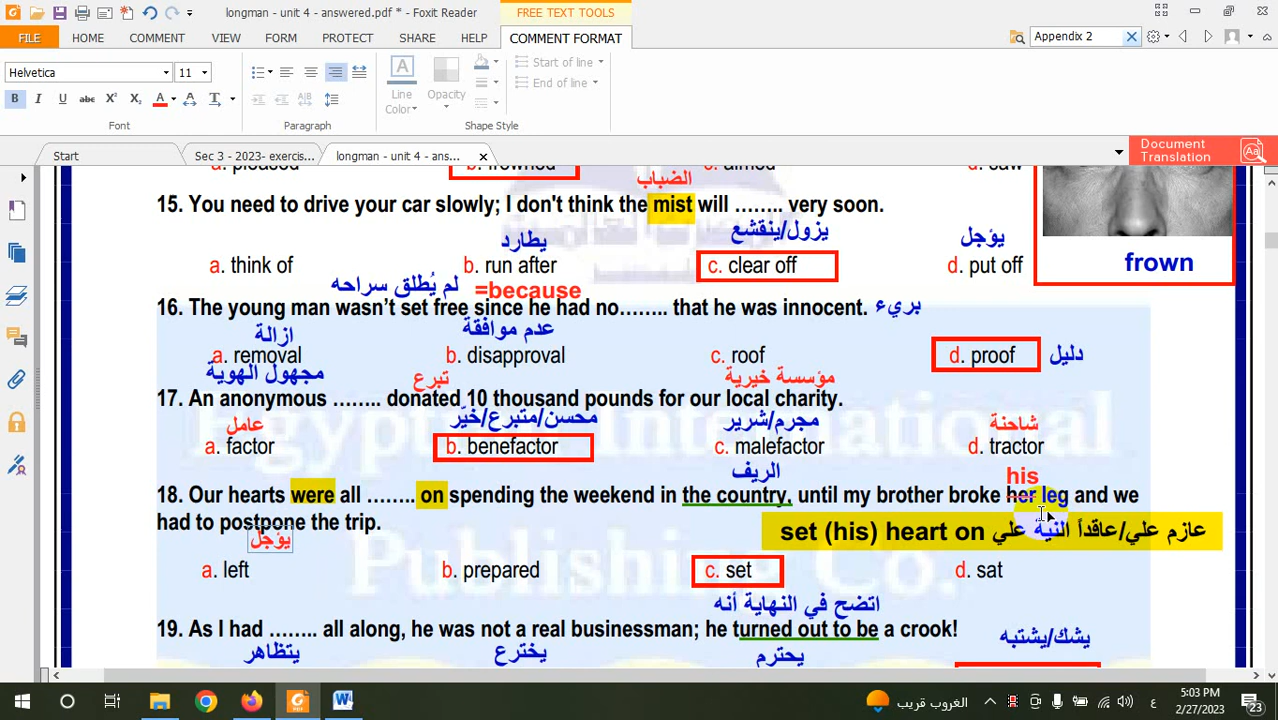 longman - unit 4 - answered.pdf * - Foxit Reader
FREE TEXT TOOLS
FILE HOME COMMENT VIEW FORM PROTECT SHARE HELP COMMENT FORMAT
Appendix 2
Helvetica 11
Start of line
End of line
Line Color
Opacity
Font Paragraph Shape Style
Start Sec 3 - 2023- exercis... longman - unit 4 - ans...
Document Translation
الضباب
15. You need to drive your car slowly; I don't think the mist will …….. very soon.
يطارد يزول/ينقشع يؤجل
a. think of b. run after c. clear off d. put off
frown
لم يُطلق سراحه =because
16. The young man wasn't set free since he had no…….. that he was innocent. بريء
ازالة عدم موافقة
a. removal b. disapproval c. roof d. proof دليل
مجهول الهوية تبرع مؤسسة خيرية
17. An anonymous …….. donated 10 thousand pounds for our local charity.
عامل محسن/متبرع/خيّر مجرم/شرير شاحنة
a. factor b. benefactor c. malefactor d. tractor
الريف his
18. Our hearts were all …….. on spending the weekend in the country, until my brother broke her leg and we
had to postpone the trip.
يؤجل
set (his) heart on عازم علي/عاقداً النية علي
a. left b. prepared c. set d. sat
اتضح في النهاية أنه
19. As I had …….. all along, he was not a real businessman; he turned out to be a crook!
يشك/يشتبه
يتظاهر يخترع يحترم
الغروب قريب
ع
5:03 PM
2/27/2023
23